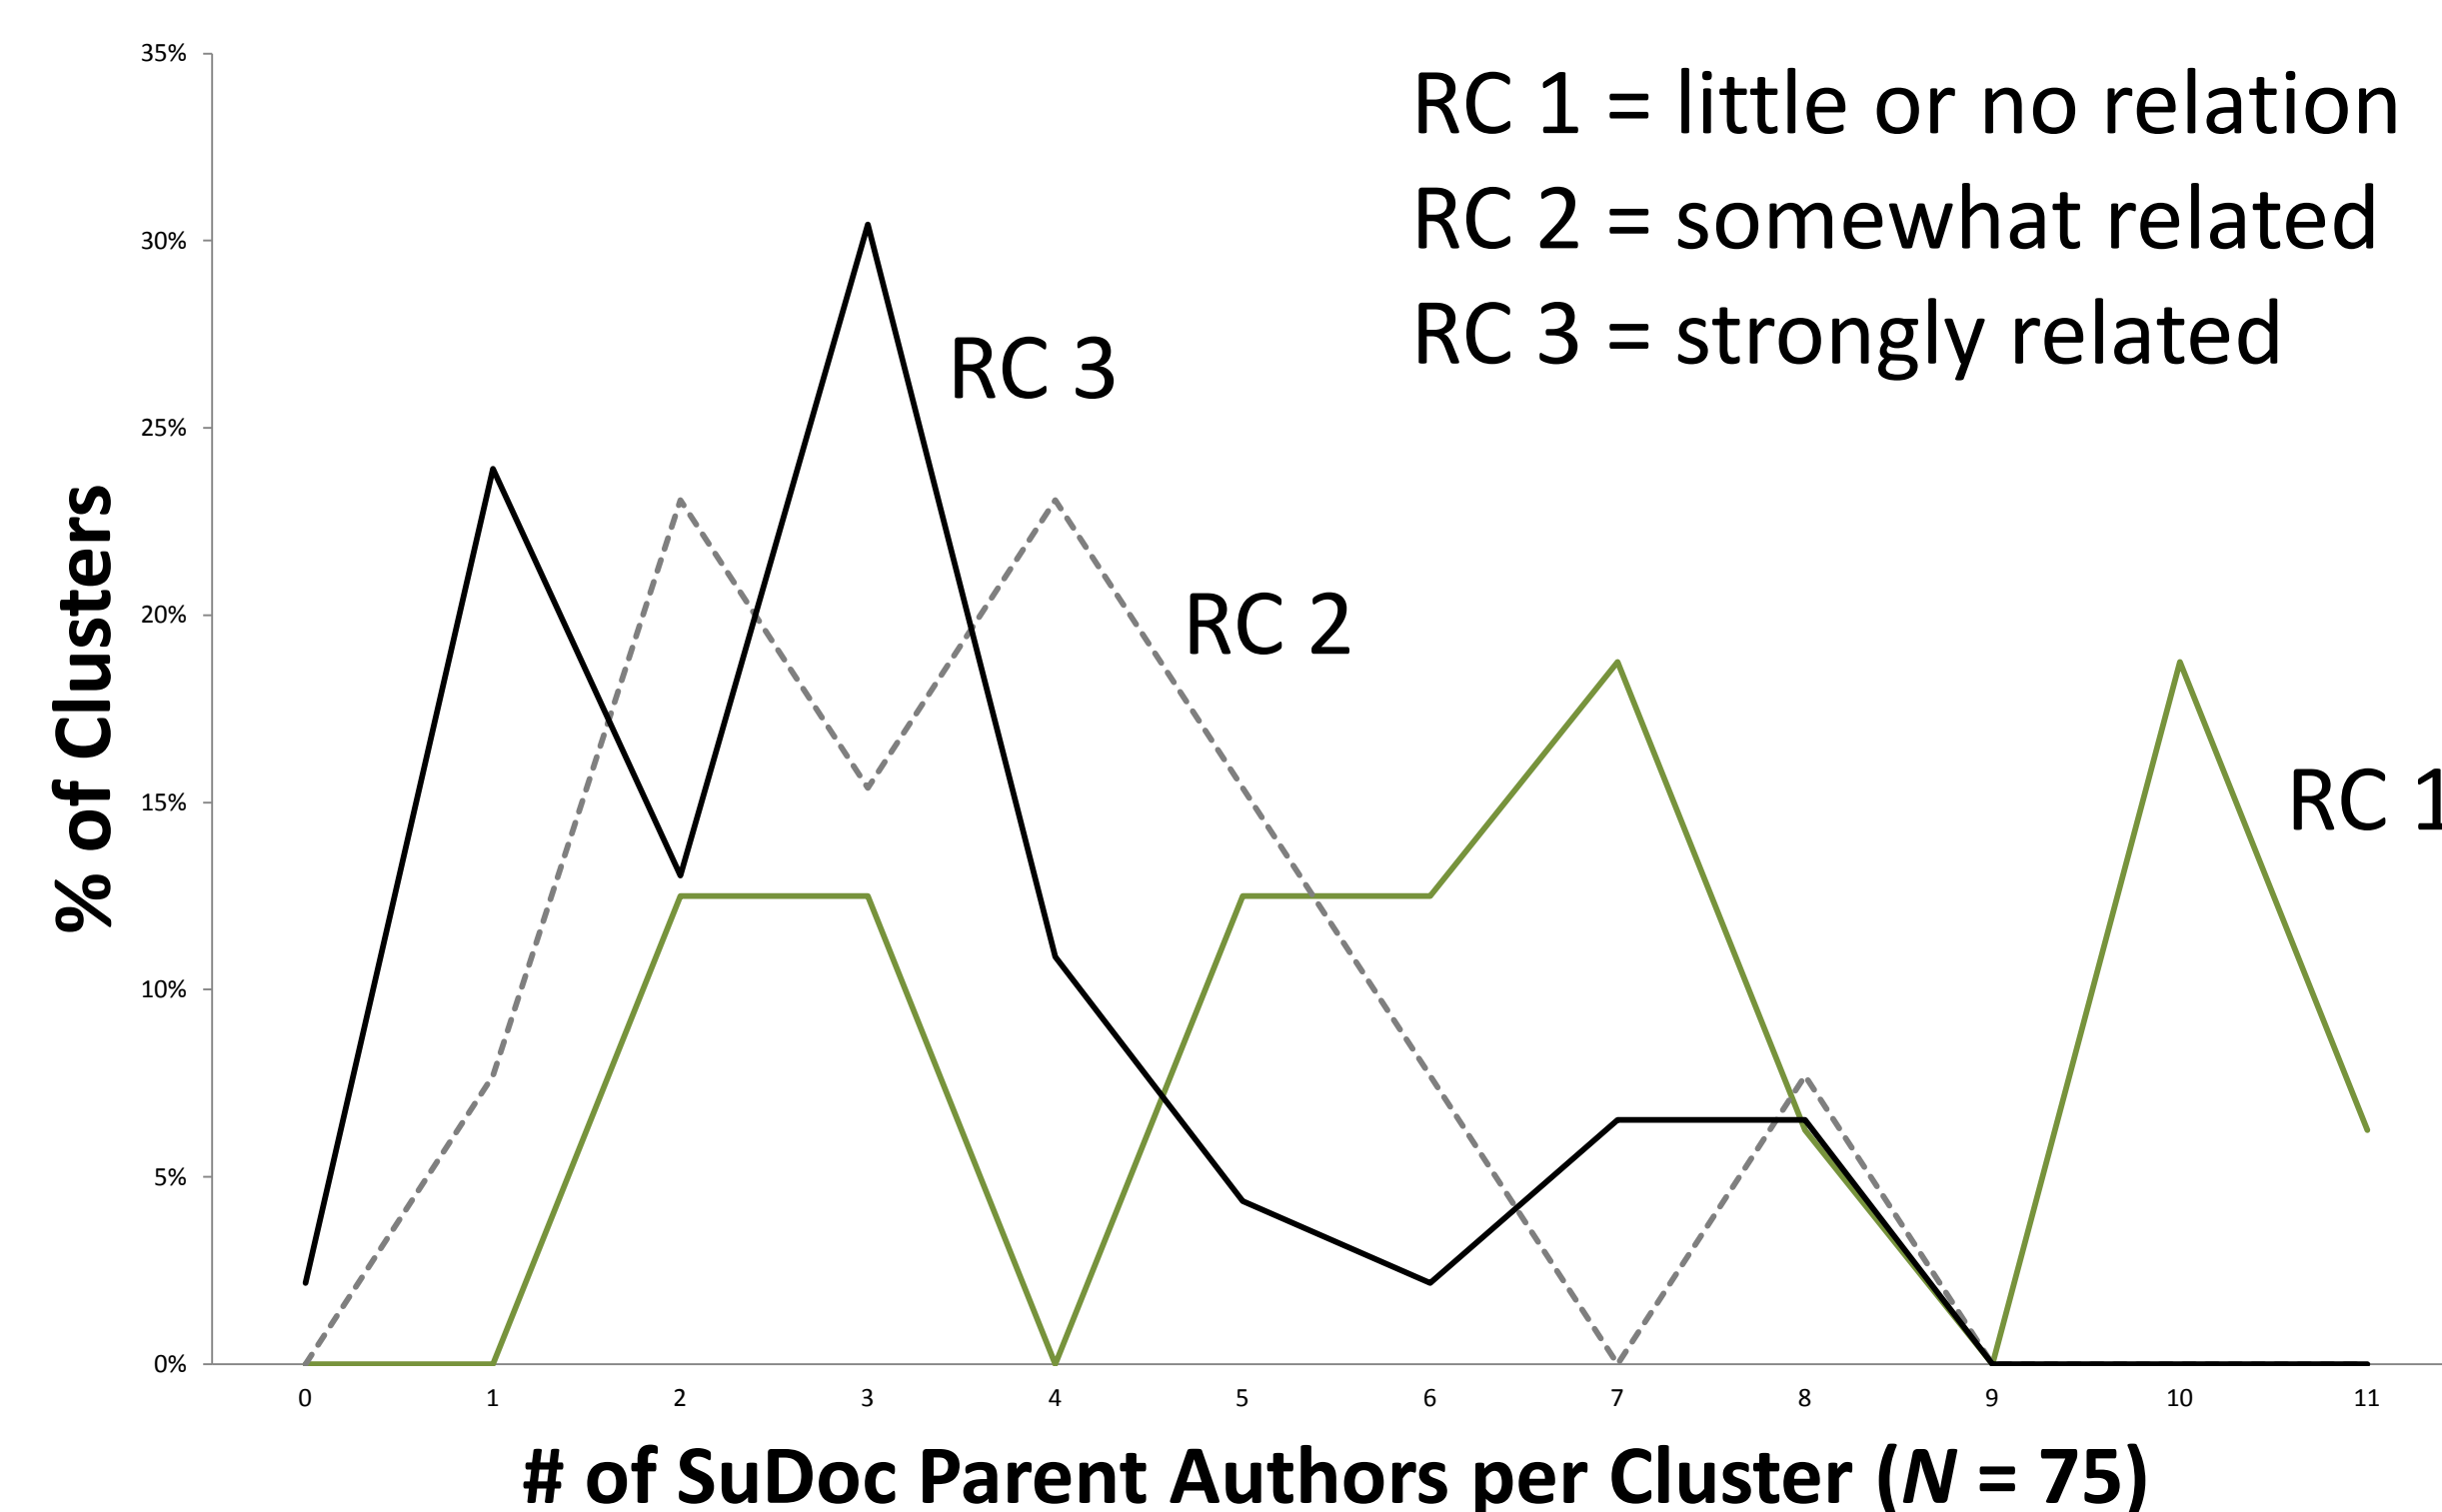 35%
RC 1 = little or no relation
RC 2 = somewhat related
30%
RC 3 = strongly related
RC 3
25%
% of Clusters
20%
RC 2
15%
RC 1
10%
5%
0%
0 1 2 3 4 5 6 7 8 9 10 11
# of SuDoc Parent Authors per Cluster (N = 75)